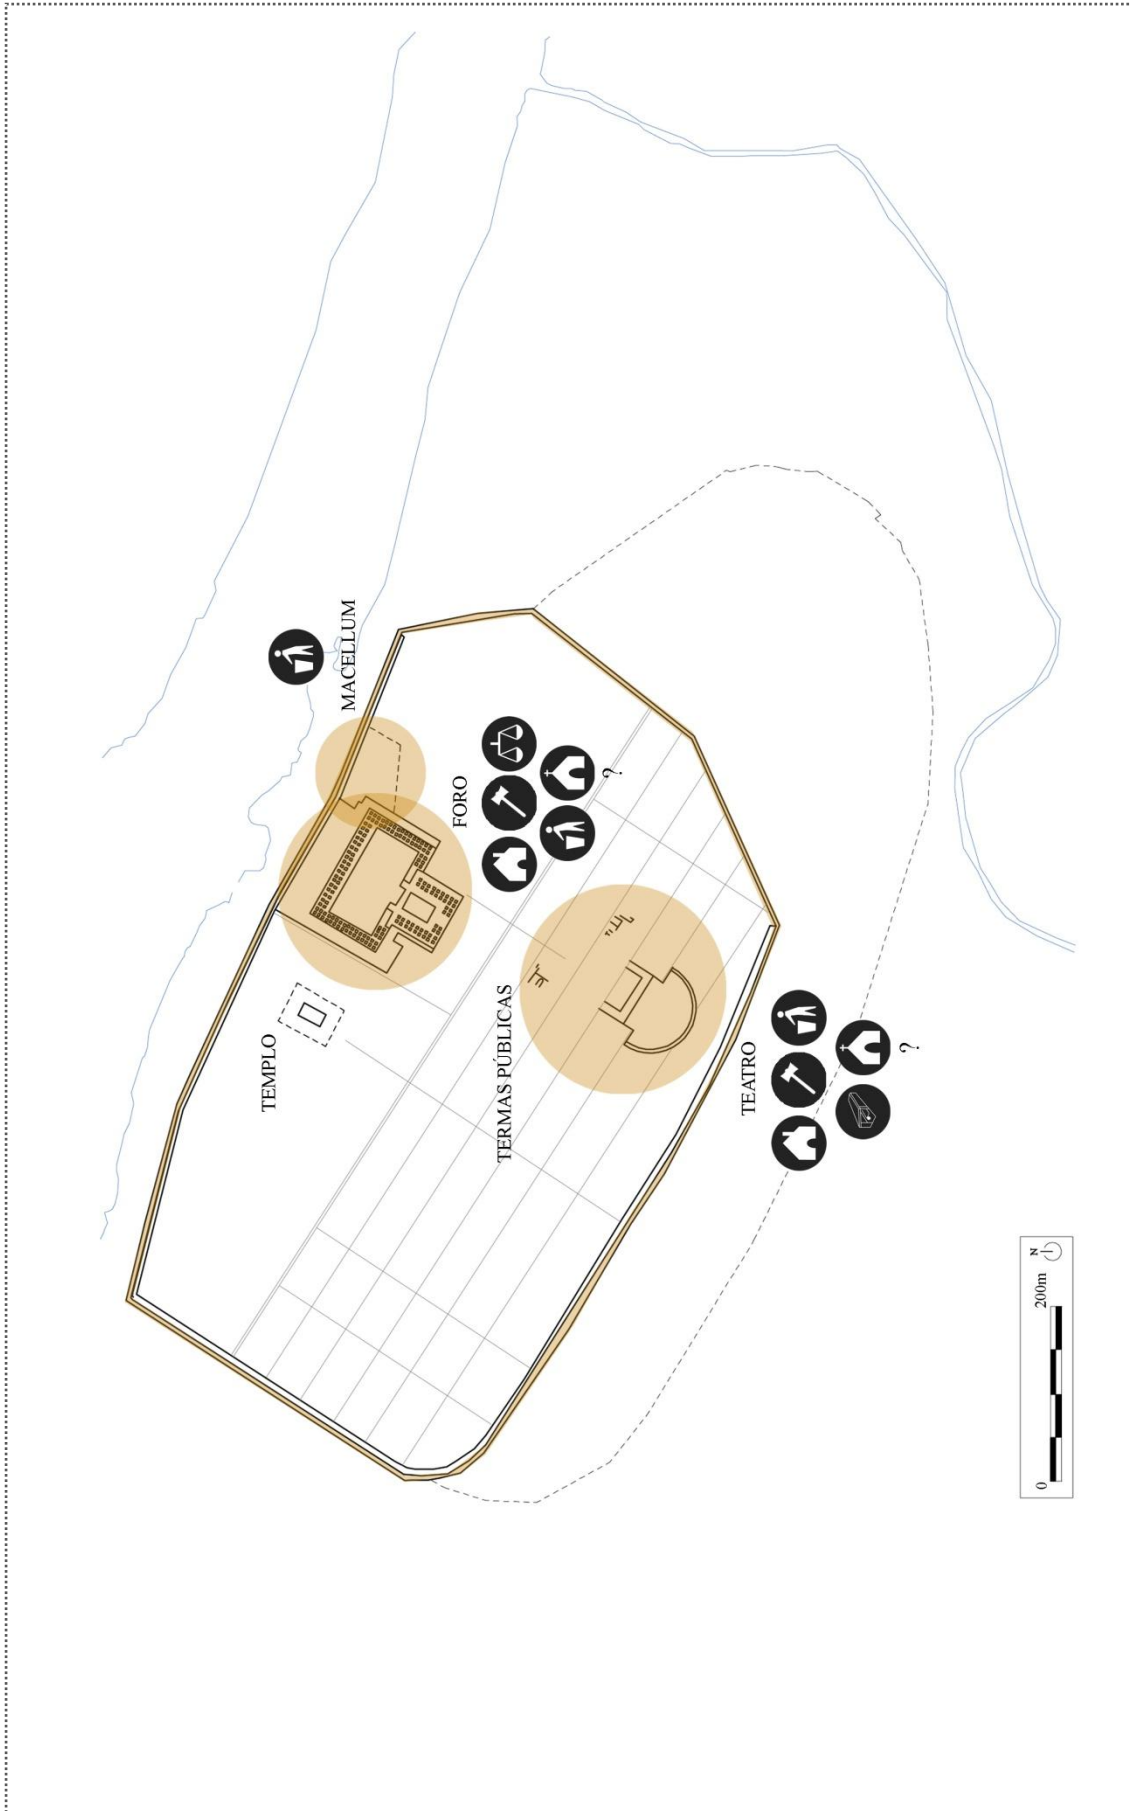 MACELLUM
FORO
?
TEMPLO
TERMAS PÚBLICAS
TEATRO
?
0
200m
N